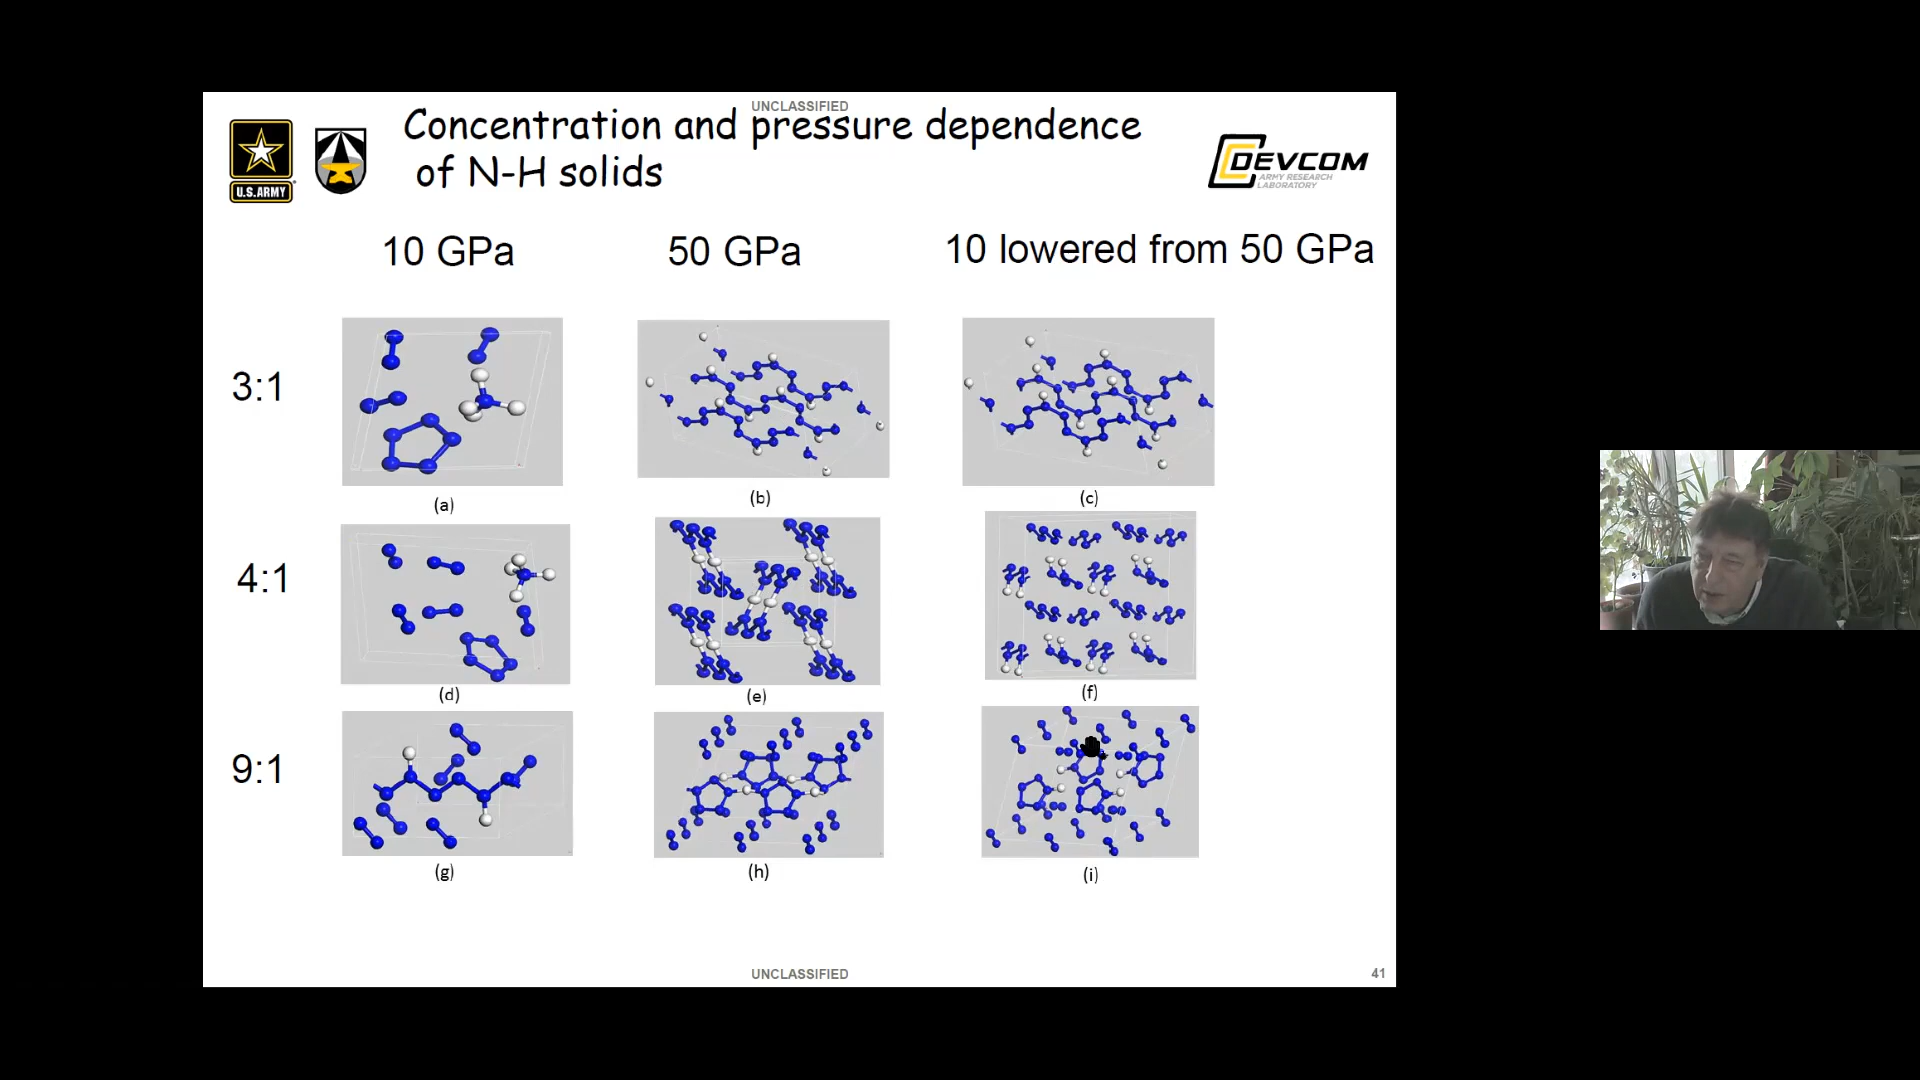 UNCLASSIFIED
Concentration and pressure dependence
of N-H solids
U.S.ARMY
DEVCOM
ARMY RESEARCH
LABORATORY
10 GPa
50 GPa
10 lowered from 50 GPa
3:1
(a)
(b)
(c)
4:1
(d)
(e)
(f)
9:1
(g)
(h)
(i)
UNCLASSIFIED
41